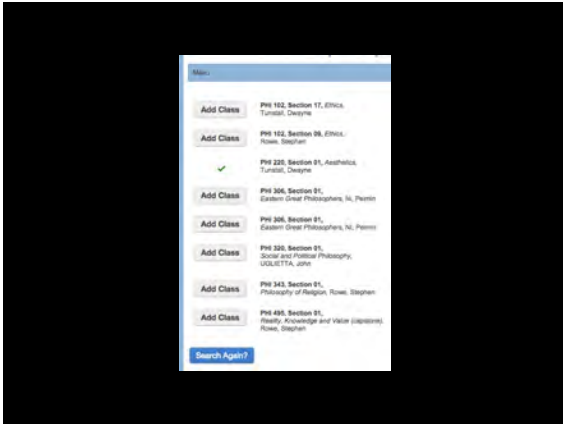 Menu
Add Class
PHI 102, Section 17, Ethics,
Tunstall, Dwayne
Add Class
PHI 102, Section 09, Ethics,
Rowe, Stephen
PHI 220, Section 01, Aesthetics,
Tunstall, Dwayne
Add Class
PHI 306, Section 01,
Eastern Great Philosophers, Ni, Peimin
Add Class
PHI 306, Section 01,
Eastern Great Philosophers, Ni, Peimin
Add Class
PHI 320, Section 01,
Social and Political Philosophy,
UGLIETTA, John
Add Class
PHI 343, Section 01,
Philosophy of Religion, Rowe, Stephen
Add Class
PHI 495, Section 01,
Reality, Knowledge and Value (capstone),
Rowe, Stephen
Search Again?